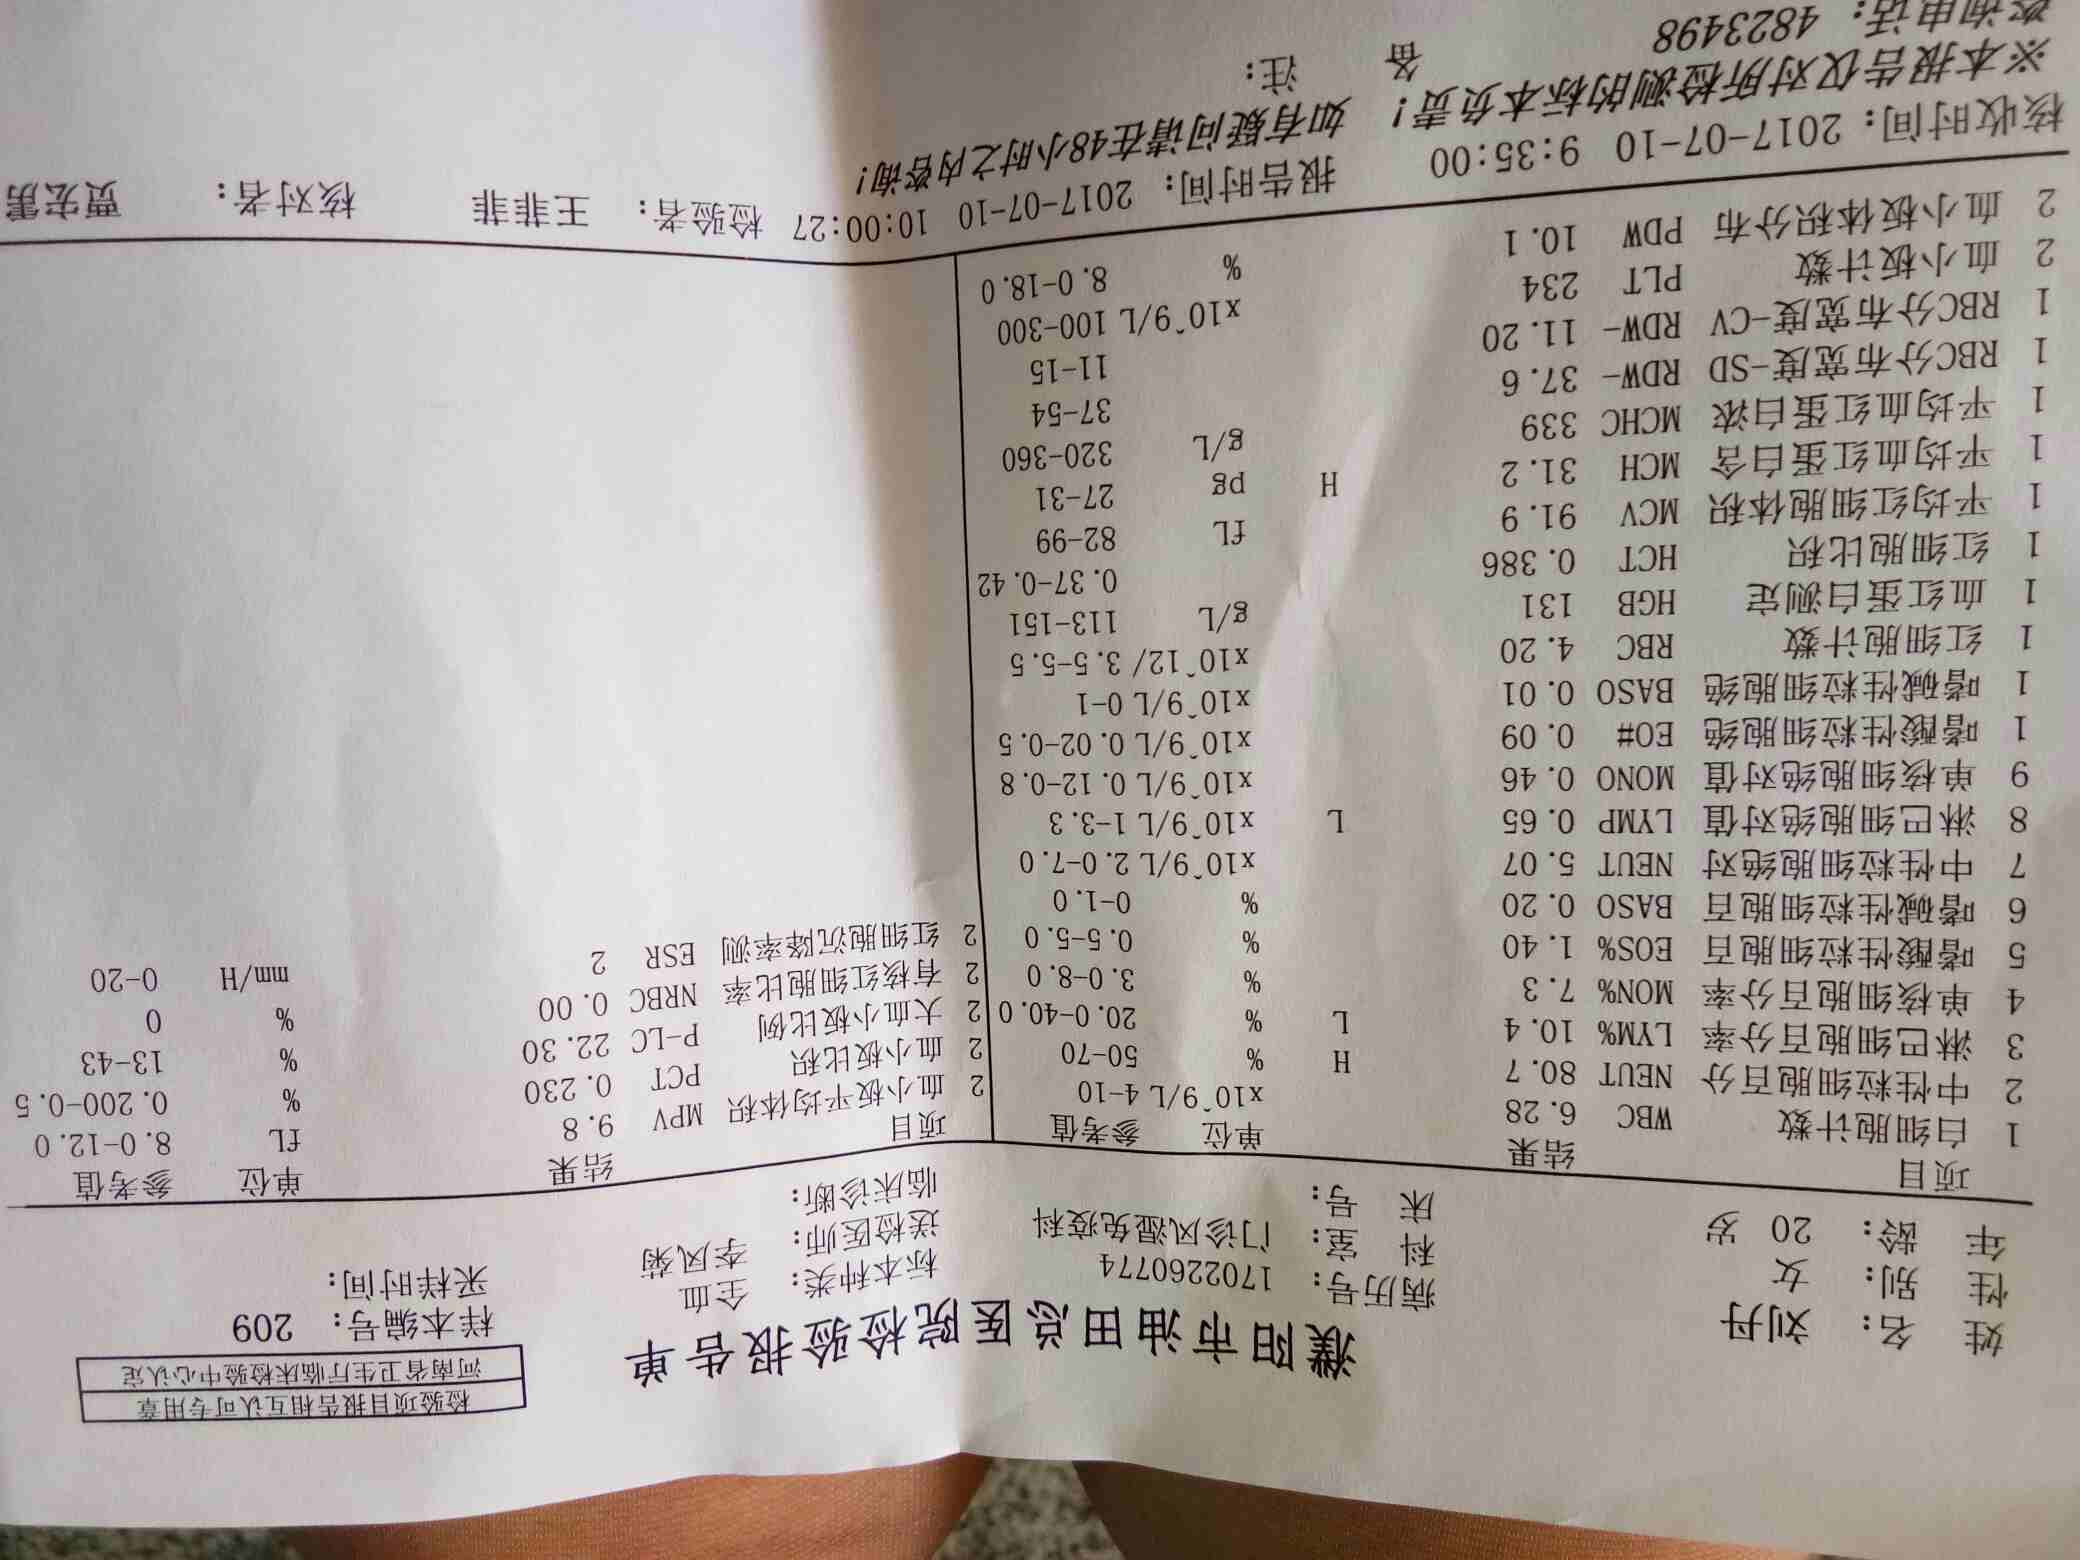 检验项目报告相互认可专用章
河南省卫生厅临床检验中心认定
濮阳市油田总医院检验报告单
样本编号： 209
姓 名： 刘丹 病历号： 1702260774 标本种类： 全血 采样时间：
性 别： 女 科 室： 门诊风湿免疫科 送检医师： 李凤菊
年 龄： 20 岁 床 号： 临床诊断：
项目 结果 单位 参考值 项目 结果 单位 参考值
1 白细胞计数 WBC 6.28 x10^9/L 4-10
2 中性粒细胞百分 NEUT 80.7 H % 50-70
3 淋巴细胞百分率 LYM% 10.4 L % 20.0-40.0
4 单核细胞百分率 MON% 7.3 % 3.0-8.0
5 嗜酸性粒细胞百 EOS% 1.40 % 0.5-5.0
6 嗜碱性粒细胞百 BASO 0.20 % 0-1.0
7 中性粒细胞绝对 NEUT 5.07 x10^9/L 2.0-7.0
8 淋巴细胞绝对值 LYMP 0.65 L x10^9/L 1-3.3
9 单核细胞绝对值 MONO 0.46 x10^9/L 0.12-0.8
1 嗜酸性粒细胞绝 EO# 0.09 x10^9/L 0.02-0.5
1 嗜碱性粒细胞绝 BASO 0.01 x10^9/L 0-1
1 红细胞计数 RBC 4.20 x10^12/ 3.5-5.5
1 血红蛋白测定 HGB 131 g/L 113-151
1 红细胞比积 HCT 0.386 0.37-0.42
1 平均红细胞体积 MCV 91.9 fL 82-99
1 平均血红蛋白含 MCH 31.2 H pg 27-31
1 平均血红蛋白浓 MCHC 339 g/L 320-360
1 RBC分布宽度-SD RDW- 37.6 37-54
1 RBC分布宽度-CV RDW- 11.20 11-15
2 血小板计数 PLT 234 x10^9/L 100-300
2 血小板体积分布 PDW 10.1 % 8.0-18.0
2 血小板平均体积 MPV 9.8 fL 8.0-12.0
2 血小板比积 PCT 0.230 % 0.200-0.5
2 大血小板比例 P-LC 22.30 % 13-43
2 有核红细胞比率 NRBC 0.00 % 0
2 红细胞沉降率测 ESR 2 mm/H 0-20
核收时间： 2017-07-10 9:35:00 报告时间： 2017-07-10 10:00:27 检验者： 王菲菲 核对者：
※本报告仅对所检测的标本负责！ 如有疑问请在48小时之内咨询！
咨询电话： 4823498 备 注：